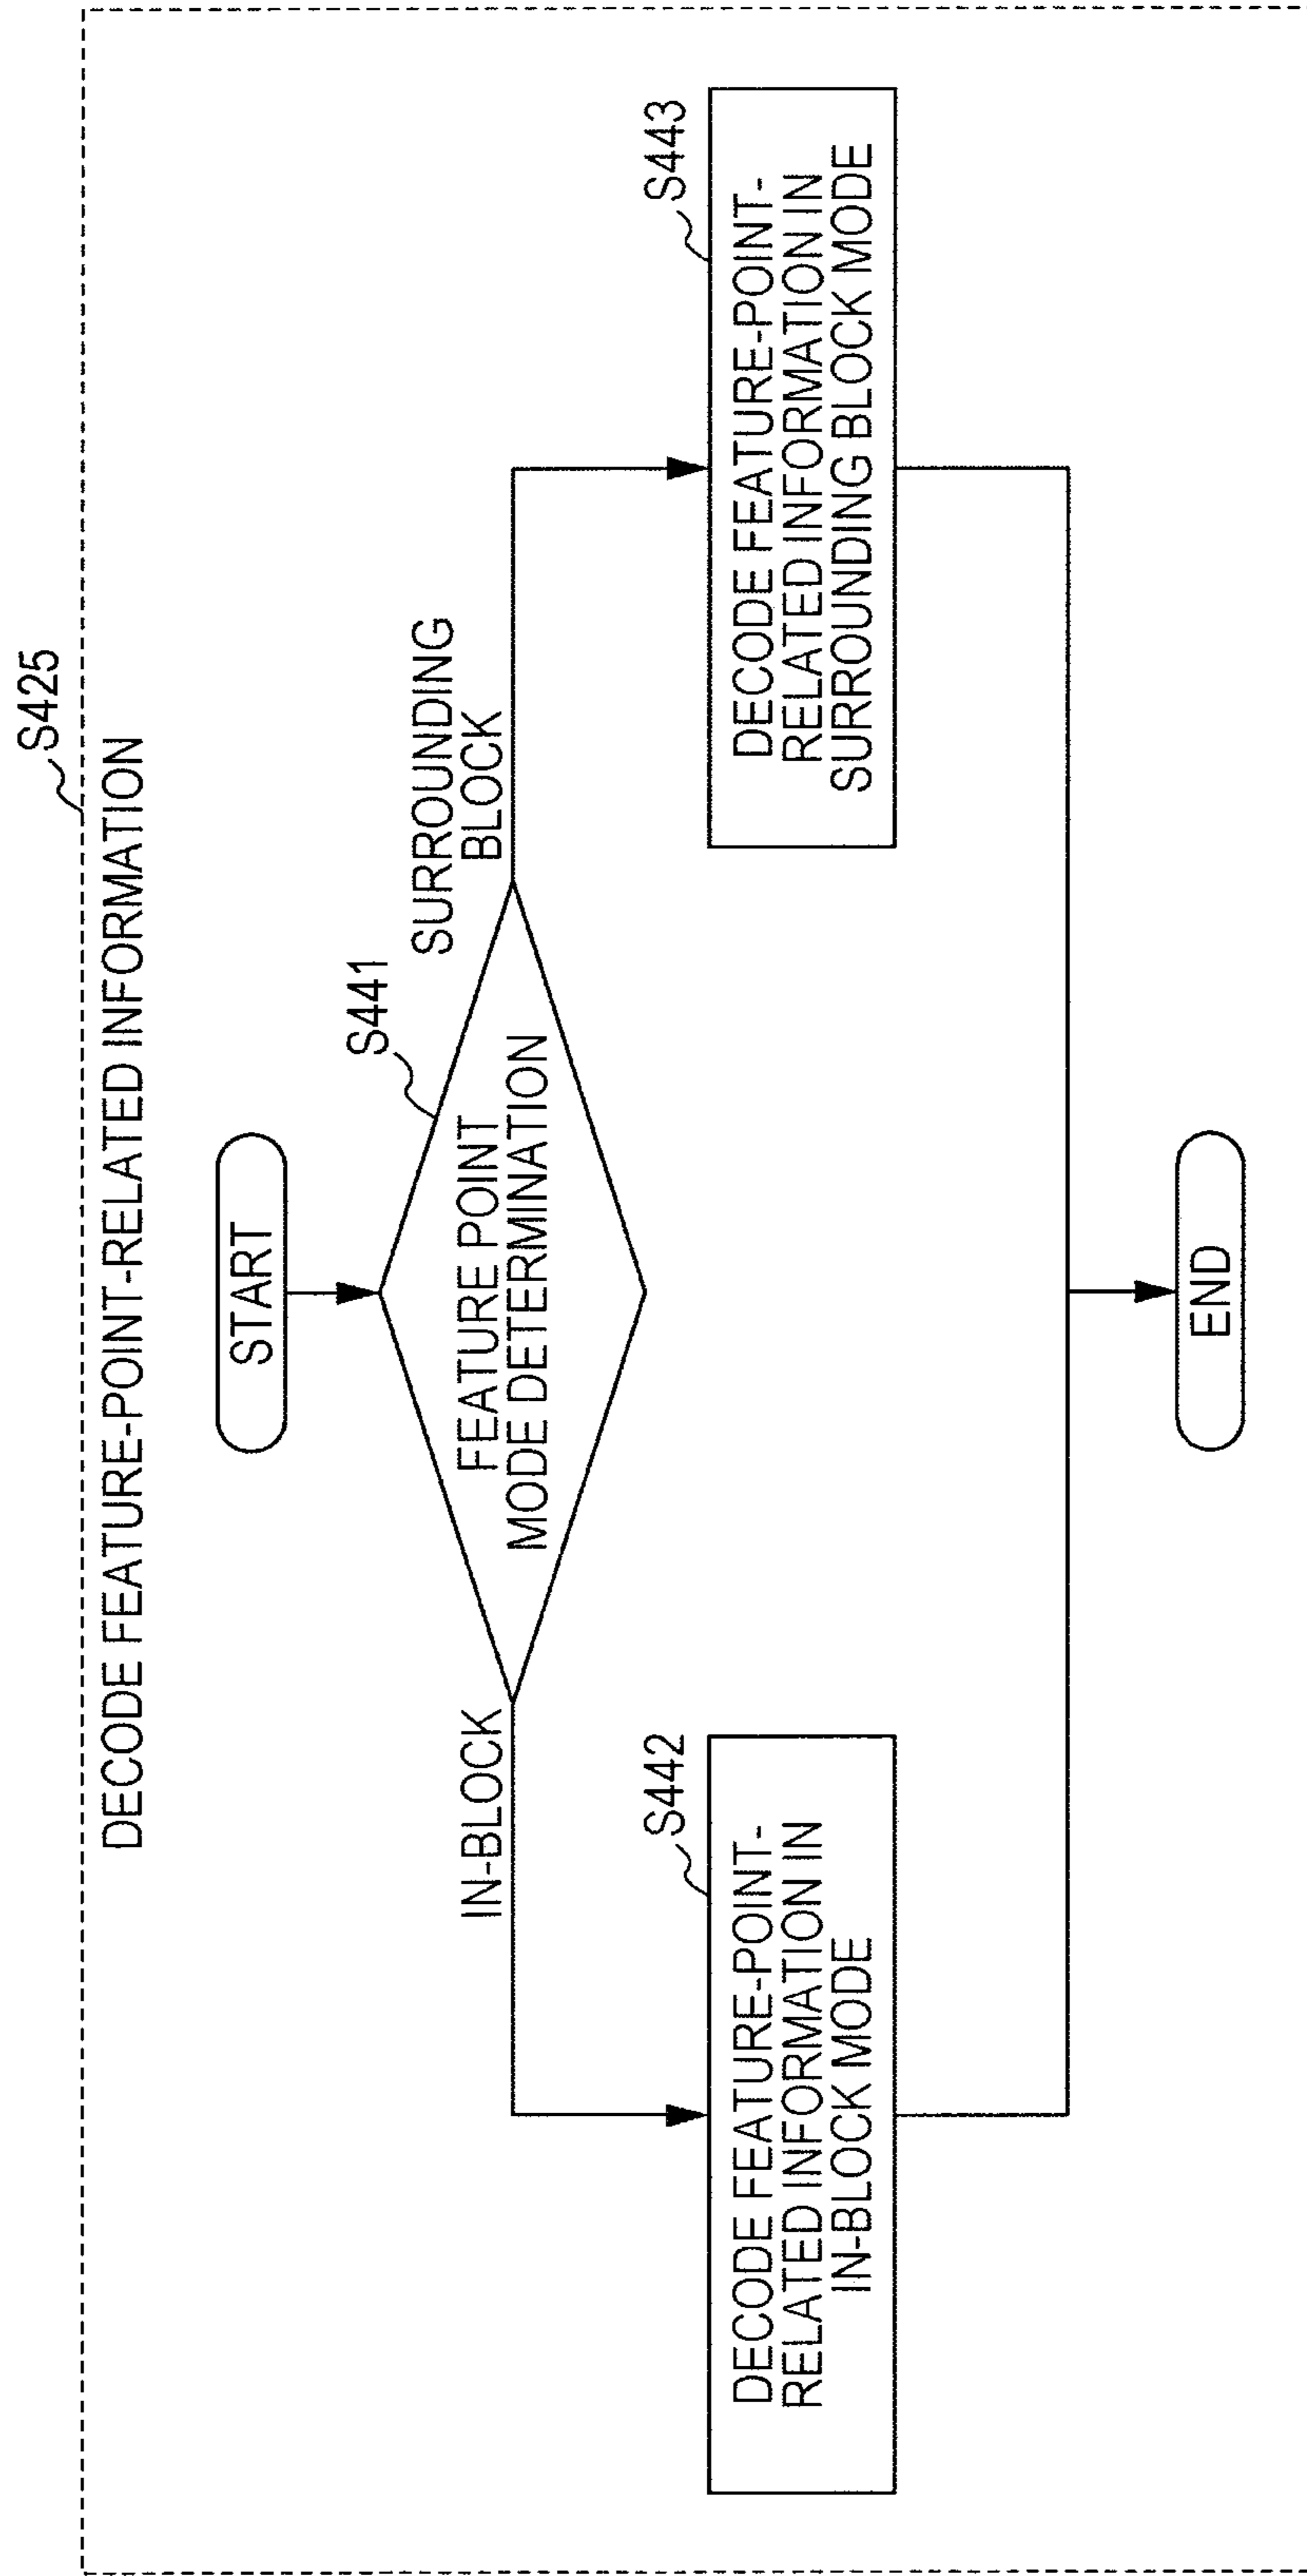 S425
DECODE FEATURE-POINT-RELATED INFORMATION
START
S441
FEATURE POINT
MODE DETERMINATION
IN-BLOCK
SURROUNDING
BLOCK
S442
DECODE FEATURE-POINT-
RELATED INFORMATION IN
IN-BLOCK MODE
S443
DECODE FEATURE-POINT-
RELATED INFORMATION IN
SURROUNDING BLOCK MODE
END